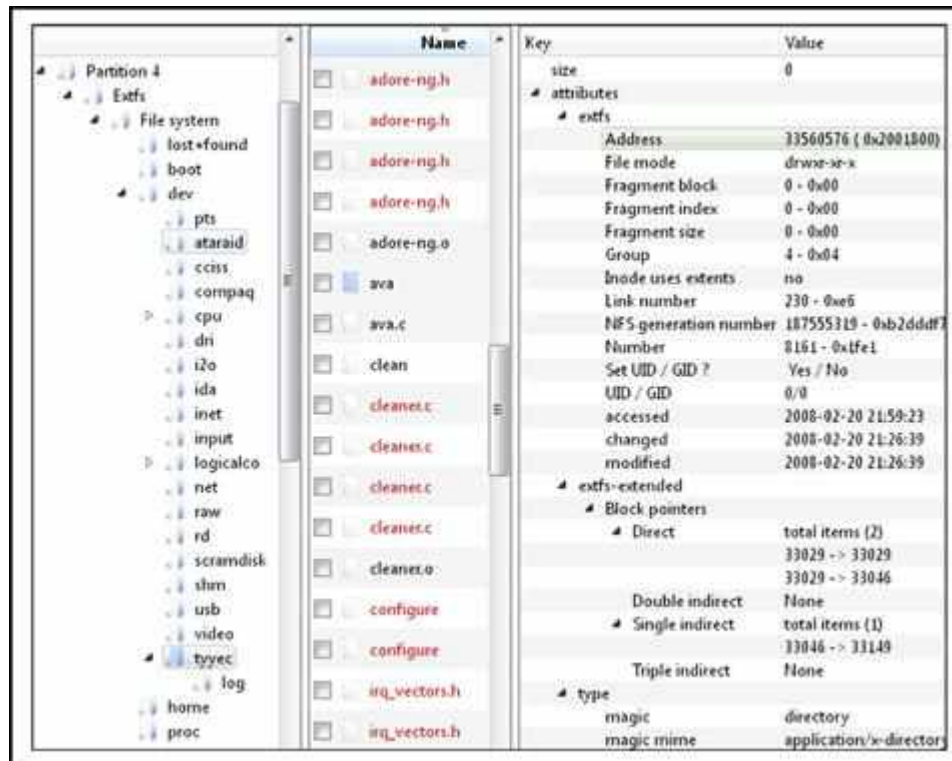 Partition 4
Extfs
File system
lost+found
boot
dev
pts
ataraid
cciss
compaq
cpu
dri
i2o
ida
inet
input
logicalco
net
raw
rd
scramdisk
shm
usb
video
tyyec
log
home
proc
Name
adore-ng.h
adore-ng.h
adore-ng.h
adore-ng.h
adore-ng.o
ava
ava.c
clean
cleaner.c
cleaner.c
cleaner.c
cleaner.c
cleaner.o
configure
configure
irq_vectors.h
irq_vectors.h
Key Value
size 0
attributes
extfs
Address 33560576 ( 0x2001800)
File mode drwxr-xr-x
Fragment block 0 - 0x00
Fragment index 0 - 0x00
Fragment size 0 - 0x00
Group 4 - 0x04
Inode uses extents no
Link number 230 - 0xe6
NFS generation number 187555319 - 0xb2dddf7
Number 8161 - 0x1fe1
Set UID / GID ? Yes / No
UID / GID 0/0
accessed 2008-02-20 21:59:23
changed 2008-02-20 21:26:39
modified 2008-02-20 21:26:39
extfs-extended
Block pointers
Direct total items (2)
33029 -> 33029
33029 -> 33046
Double indirect None
Single indirect total items (1)
33046 -> 33149
Triple indirect None
type
magic directory
magic mime application/x-directory